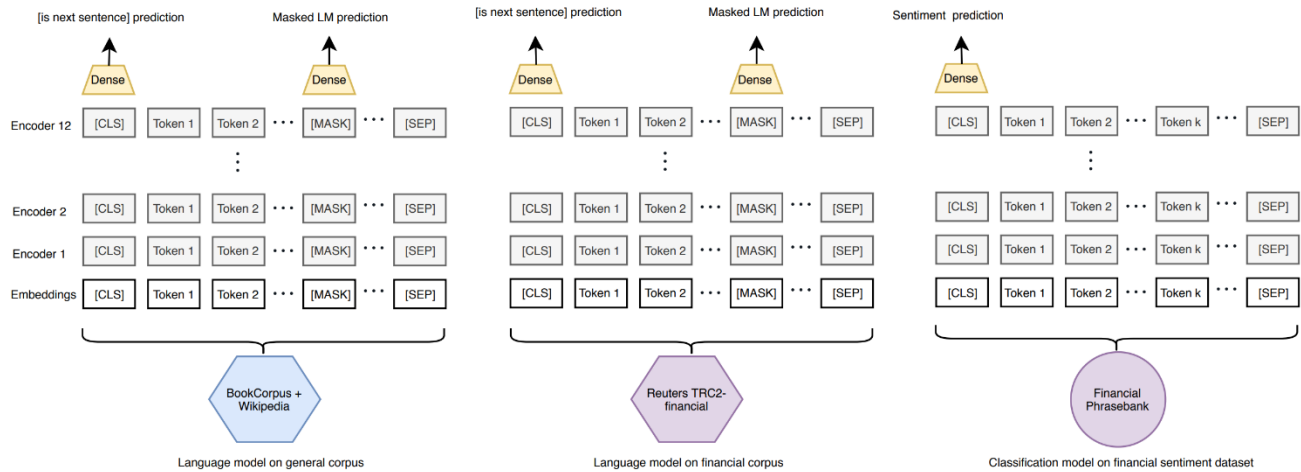 [is next sentence] prediction
Masked LM prediction
[is next sentence] prediction
Masked LM prediction
Sentiment prediction
Dense
Dense
Dense
Dense
Dense
Encoder 12 [CLS] Token 1 Token 2 ••• [MASK] ••• [SEP]
[CLS] Token 1 Token 2 ••• [MASK] ••• [SEP]
[CLS] Token 1 Token 2 ••• Token k ••• [SEP]
Encoder 2 [CLS] Token 1 Token 2 ••• [MASK] ••• [SEP]
[CLS] Token 1 Token 2 ••• [MASK] ••• [SEP]
[CLS] Token 1 Token 2 ••• Token k ••• [SEP]
Encoder 1 [CLS] Token 1 Token 2 ••• [MASK] ••• [SEP]
[CLS] Token 1 Token 2 ••• [MASK] ••• [SEP]
[CLS] Token 1 Token 2 ••• Token k ••• [SEP]
Embeddings [CLS] Token 1 Token 2 ••• [MASK] ••• [SEP]
[CLS] Token 1 Token 2 ••• [MASK] ••• [SEP]
[CLS] Token 1 Token 2 ••• Token k ••• [SEP]
BookCorpus +
Wikipedia
Reuters TRC2-
financial
Financial
Phrasebank
Language model on general corpus
Language model on financial corpus
Classification model on financial sentiment dataset